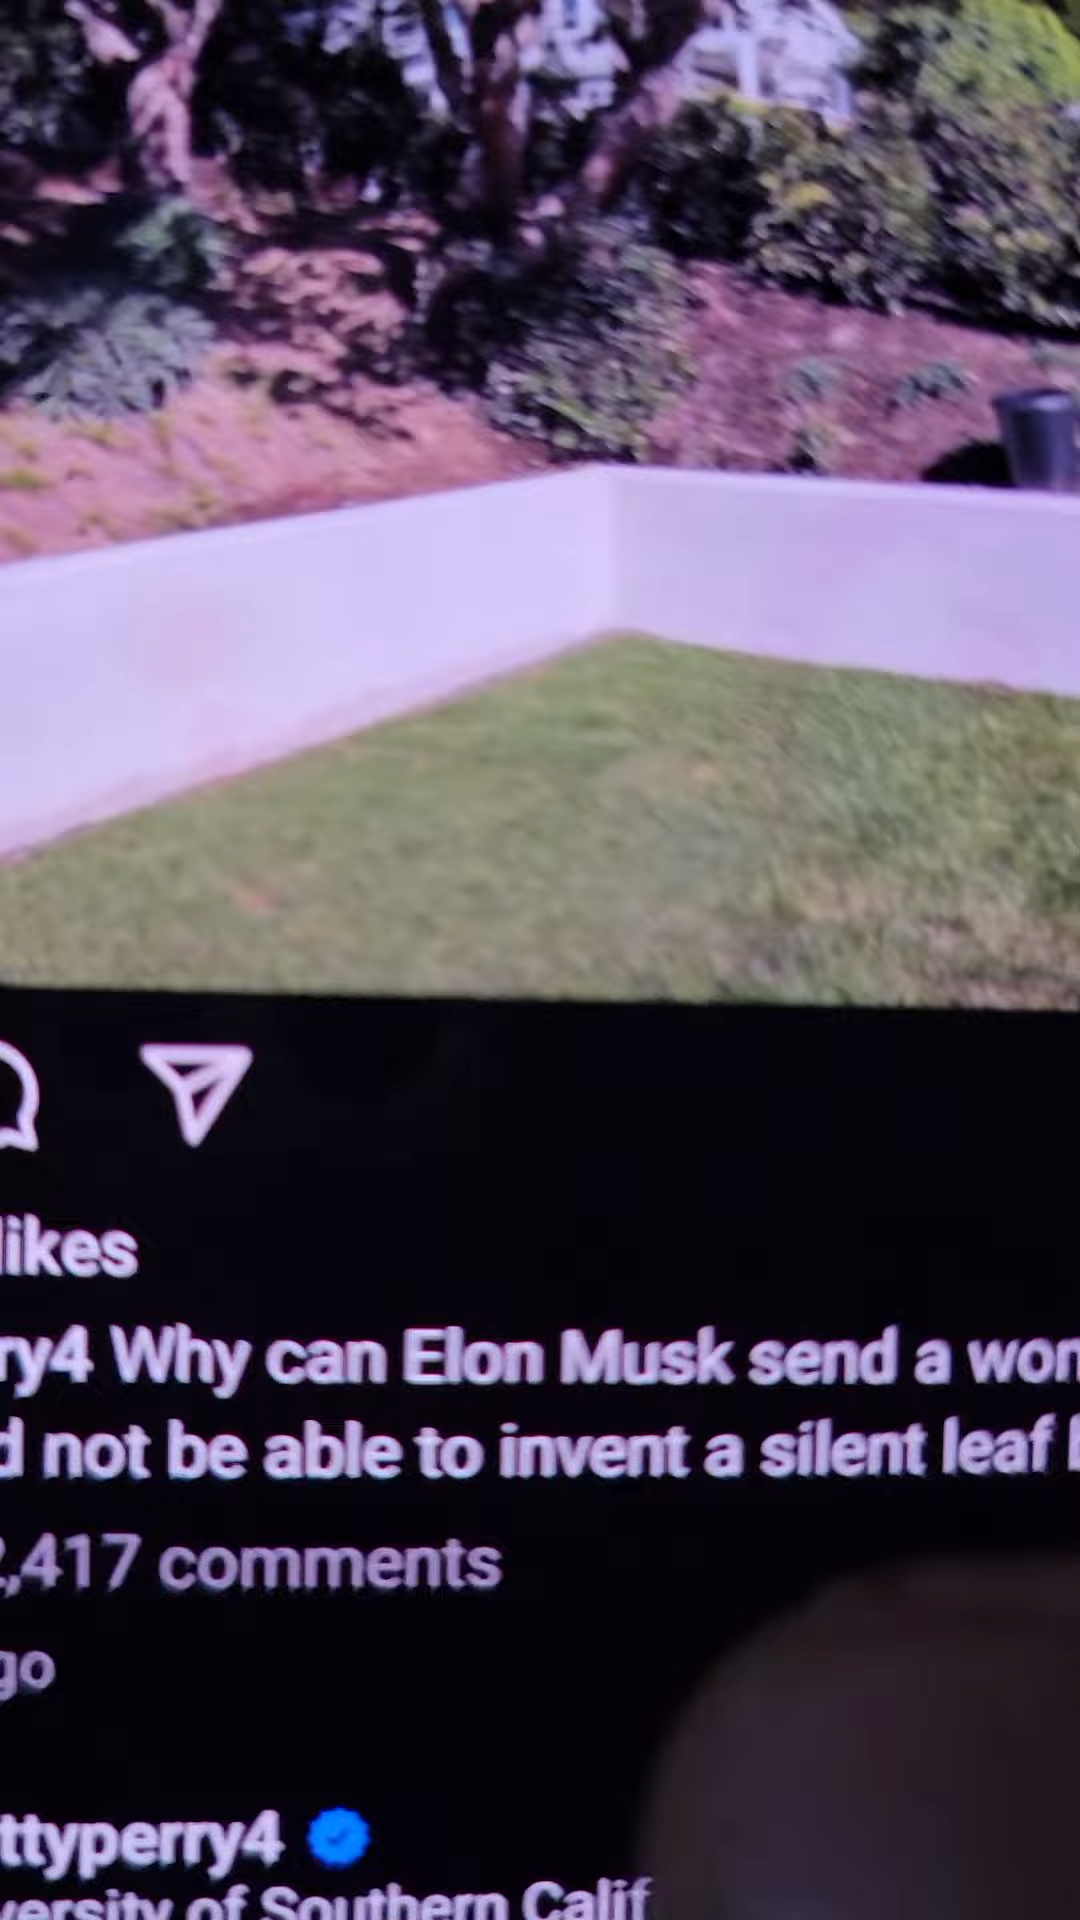 likes
ry4 Why can Elon Musk send a
not be able to invent a silent leaf
,417 comments
go
ttyperry4
versity of Southern Calif